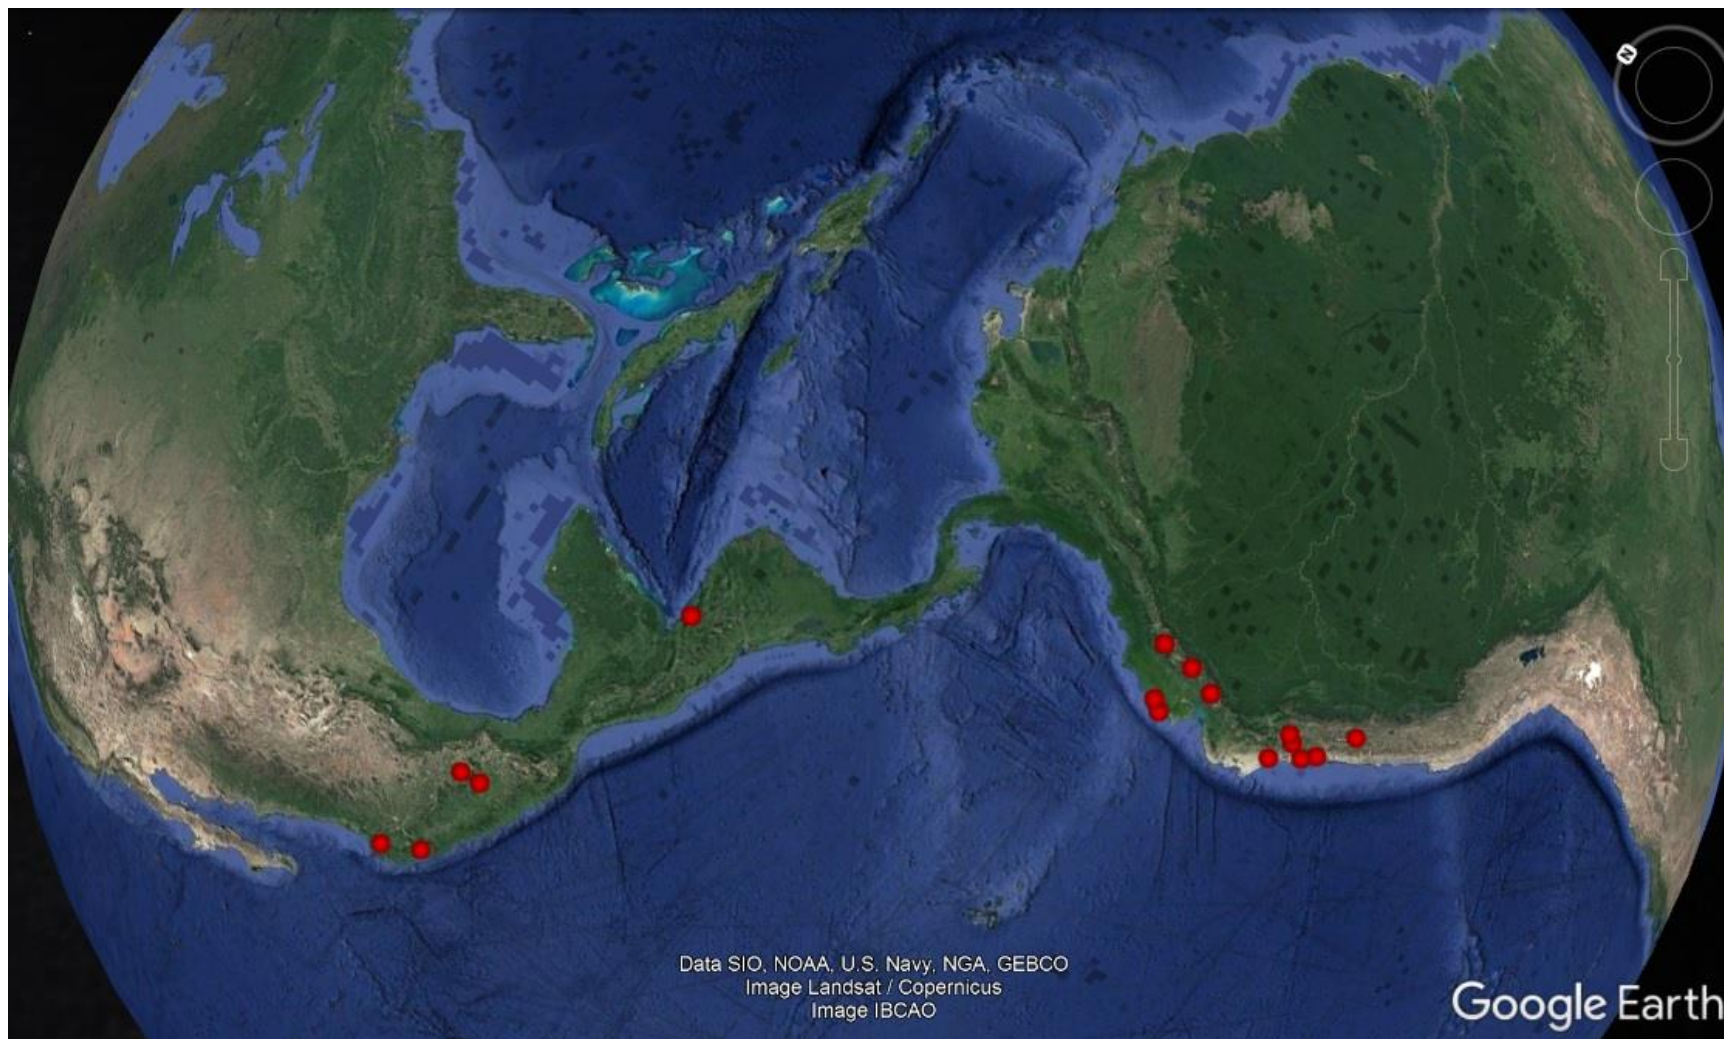 N
Data SIO, NOAA, U.S. Navy, NGA, GEBCO
Image Landsat / Copernicus
Image IBCAO
Google Earth